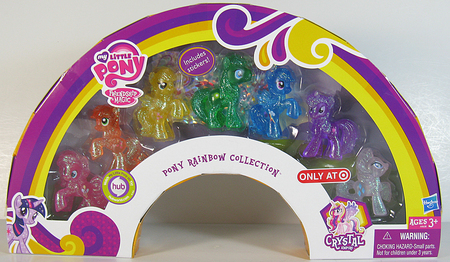 my
LITTLE
PONY
FRIENDSHIP
is MAGIC
Includes
stickers!
PONY RAINBOW COLLECTION
hub
ONLY AT
CRYSTAL
EMPIRE
Hasbro
AGES 3+
WARNING:
CHOKING HAZARD-Small parts.
Not for children under 3 years.